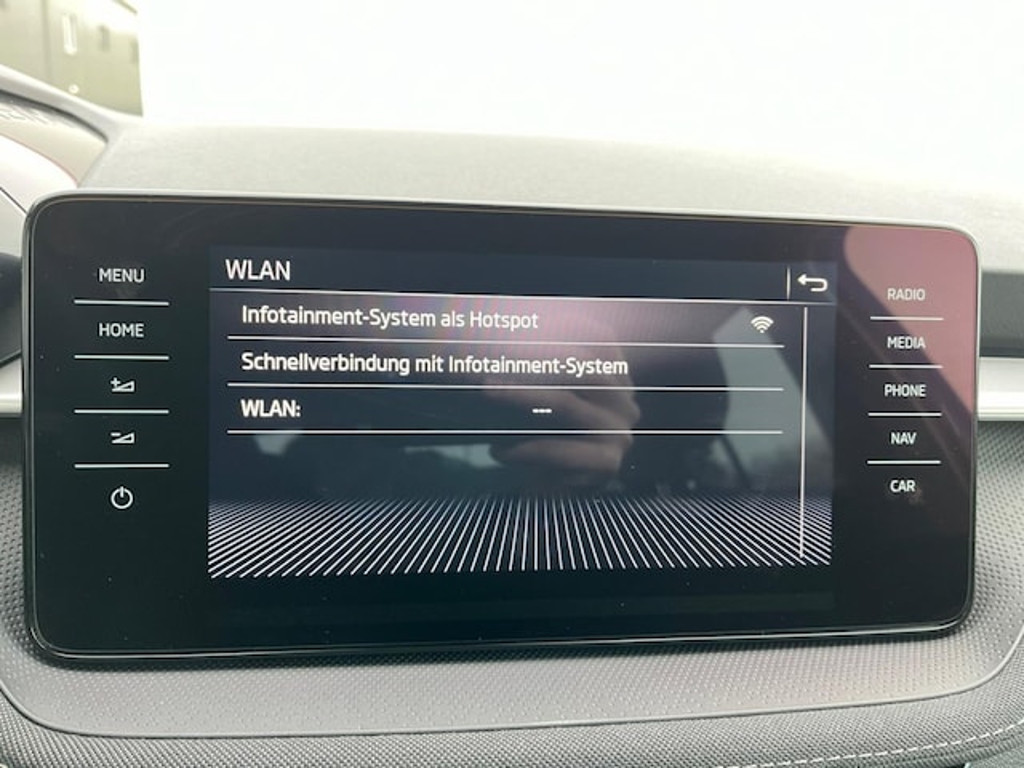 MENU
HOME
WLAN
Infotainment-System als Hotspot
Schnellverbindung mit Infotainment-System
WLAN: ---
RADIO
MEDIA
PHONE
NAV
CAR